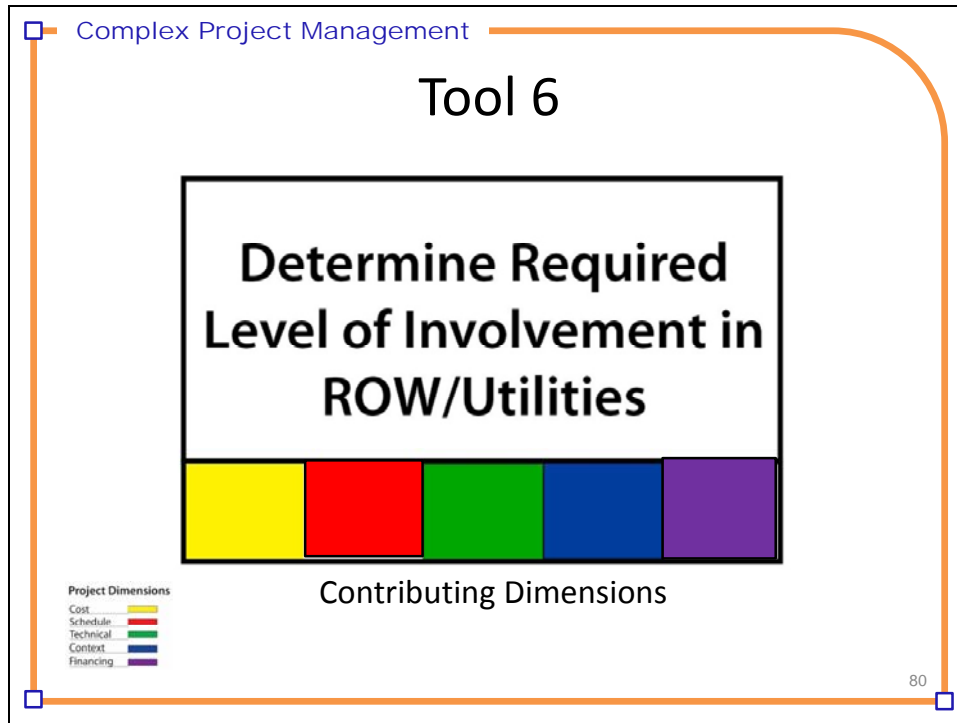 Complex Project Management
Tool 6
Determine Required
Level of Involvement in
ROW/Utilities
Contributing Dimensions
Project Dimensions
Cost
Schedule
Technical
Context
Financing
80